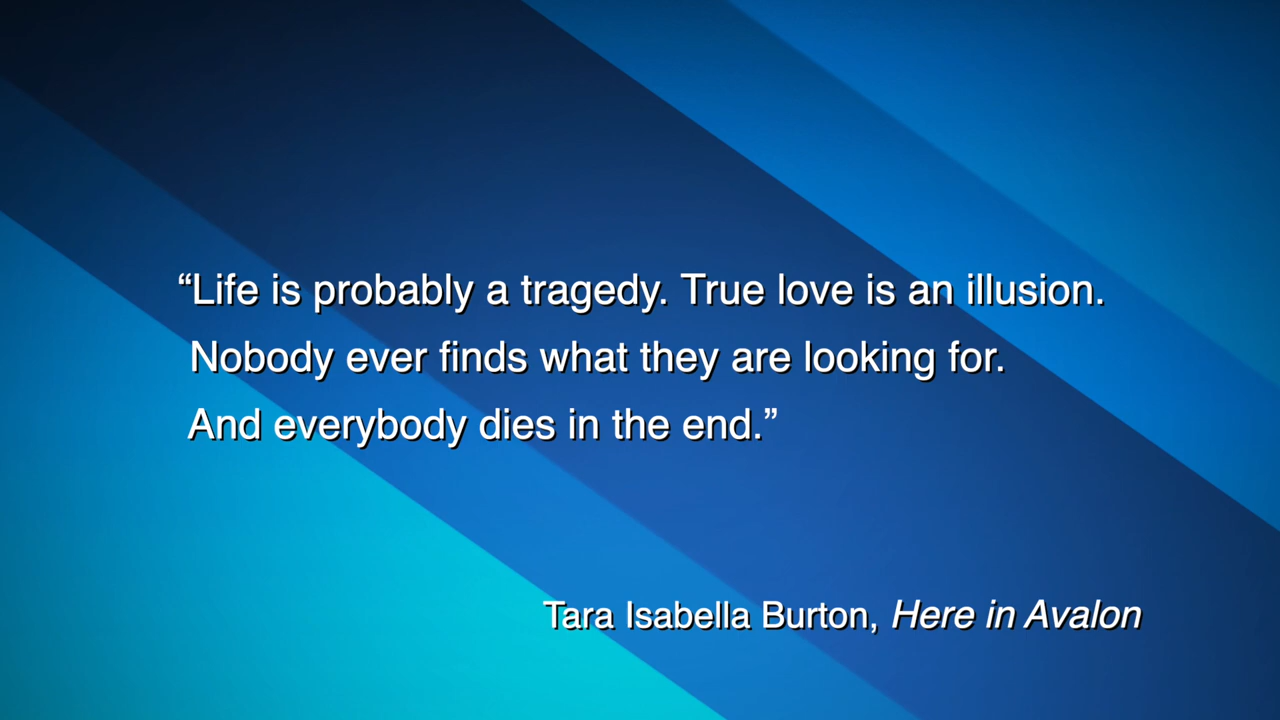 “Life is probably a tragedy. True love is an illusion.
Nobody ever finds what they are looking for.
And everybody dies in the end.”
Tara Isabella Burton, Here in Avalon